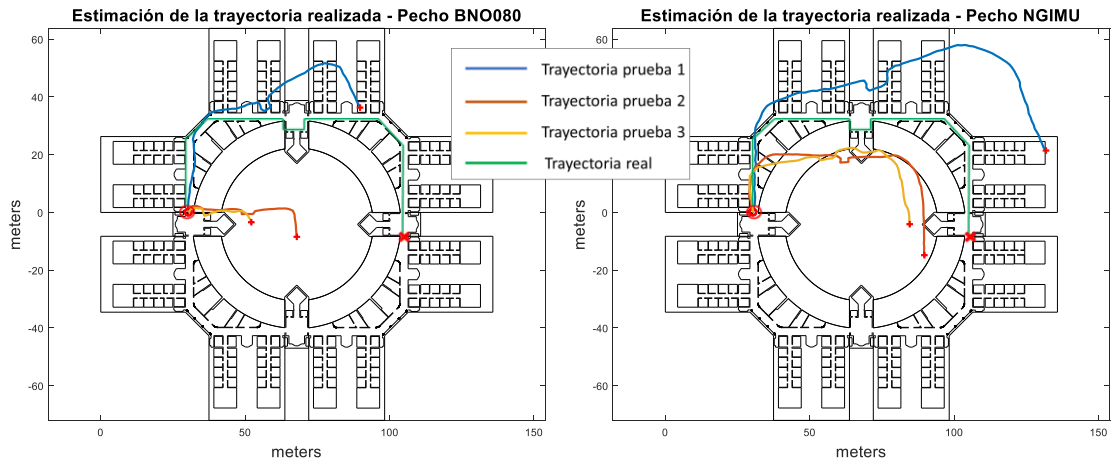 Estimación de la trayectoria realizada - Pecho BNO080
60
40
20
0
-20
-40
-60
meters
0
50
100
150
meters
Trayectoria prueba 1
Trayectoria prueba 2
Trayectoria prueba 3
Trayectoria real
Estimación de la trayectoria realizada - Pecho NGIMU
60
40
20
0
-20
-40
-60
meters
0
50
100
150
meters